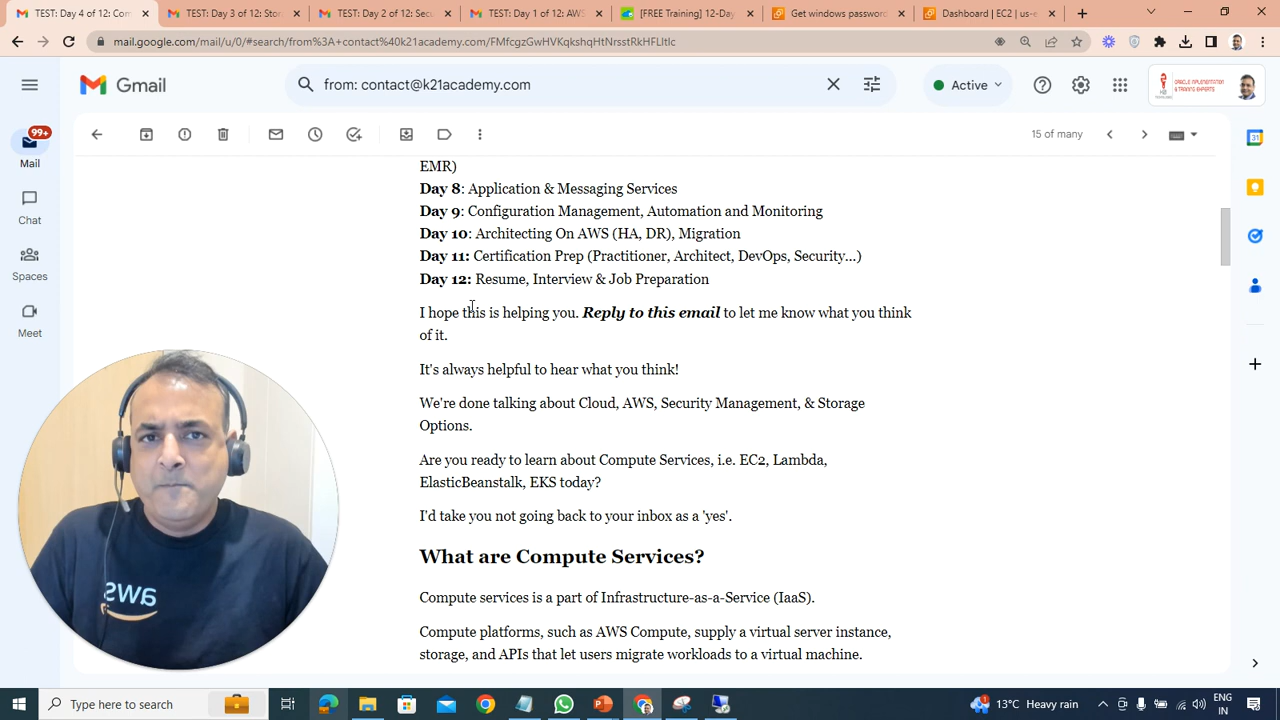 TEST: Day 4 of 12: Com
TEST: Day 3 of 12: Stor
TEST: Day 2 of 12: Secu
TEST: Day 1 of 12: AWS
[FREE Training] 12-Day
Get windows password
Dashboard | EC2 | us-e
mail.google.com/mail/u/0/#search/from%3A+contact%40k21academy.com/FMfcgzGwHVKqkshqHtNrsstRkHFLltlc
Gmail
from: contact@k21academy.com
Active
ORACLE IMPLEMENTATION
& TRAINING EXPERTS
99+
Mail
Chat
Spaces
Meet
15 of many
31
EMR)
Day 8: Application & Messaging Services
Day 9: Configuration Management, Automation and Monitoring
Day 10: Architecting On AWS (HA, DR), Migration
Day 11: Certification Prep (Practitioner, Architect, DevOps, Security...)
Day 12: Resume, Interview & Job Preparation
I hope this is helping you. Reply to this email to let me know what you think
of it.
It's always helpful to hear what you think!
We're done talking about Cloud, AWS, Security Management, & Storage
Options.
Are you ready to learn about Compute Services, i.e. EC2, Lambda,
ElasticBeanstalk, EKS today?
I'd take you not going back to your inbox as a 'yes'.
What are Compute Services?
Compute services is a part of Infrastructure-as-a-Service (IaaS).
Compute platforms, such as AWS Compute, supply a virtual server instance,
storage, and APIs that let users migrate workloads to a virtual machine.
aws
Type here to search
13°C Heavy rain
ENG
IN